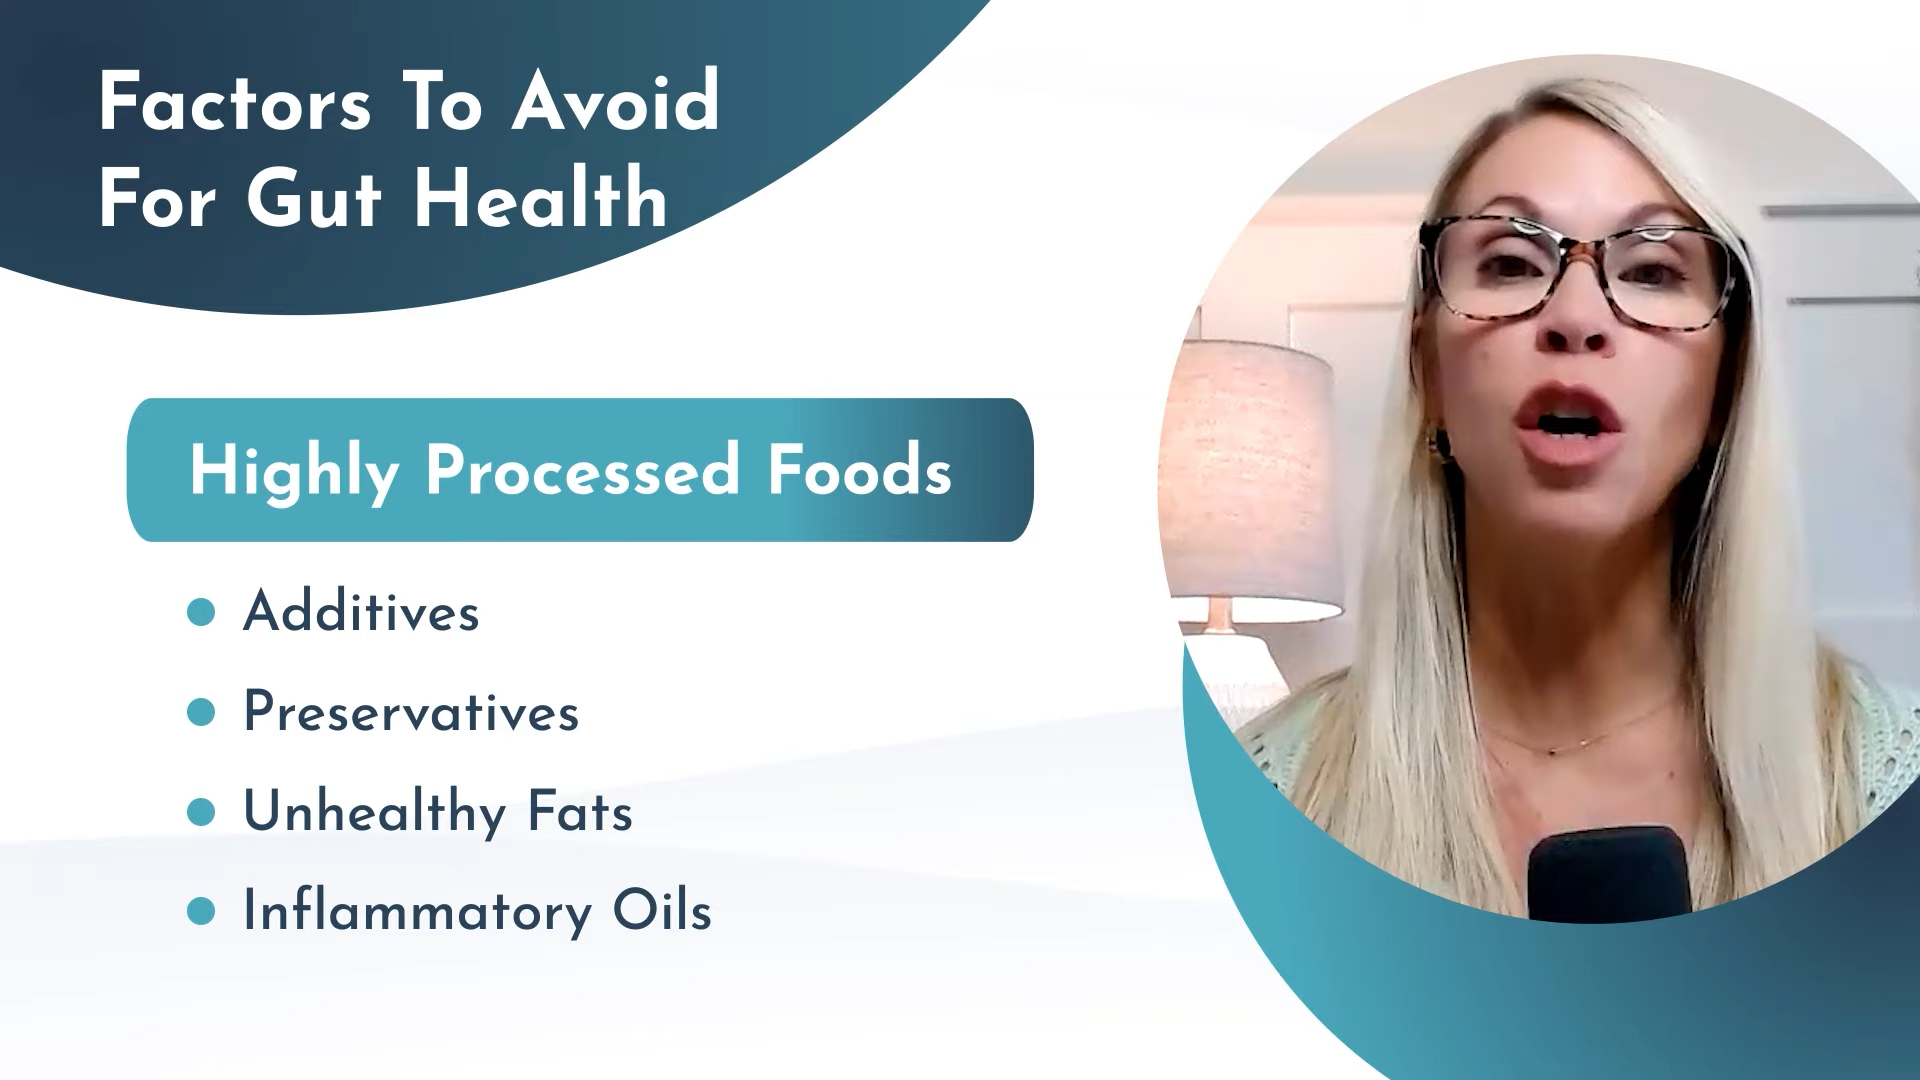 Factors To Avoid
For Gut Health
Highly Processed Foods
Additives
Preservatives
Unhealthy Fats
Inflammatory Oils